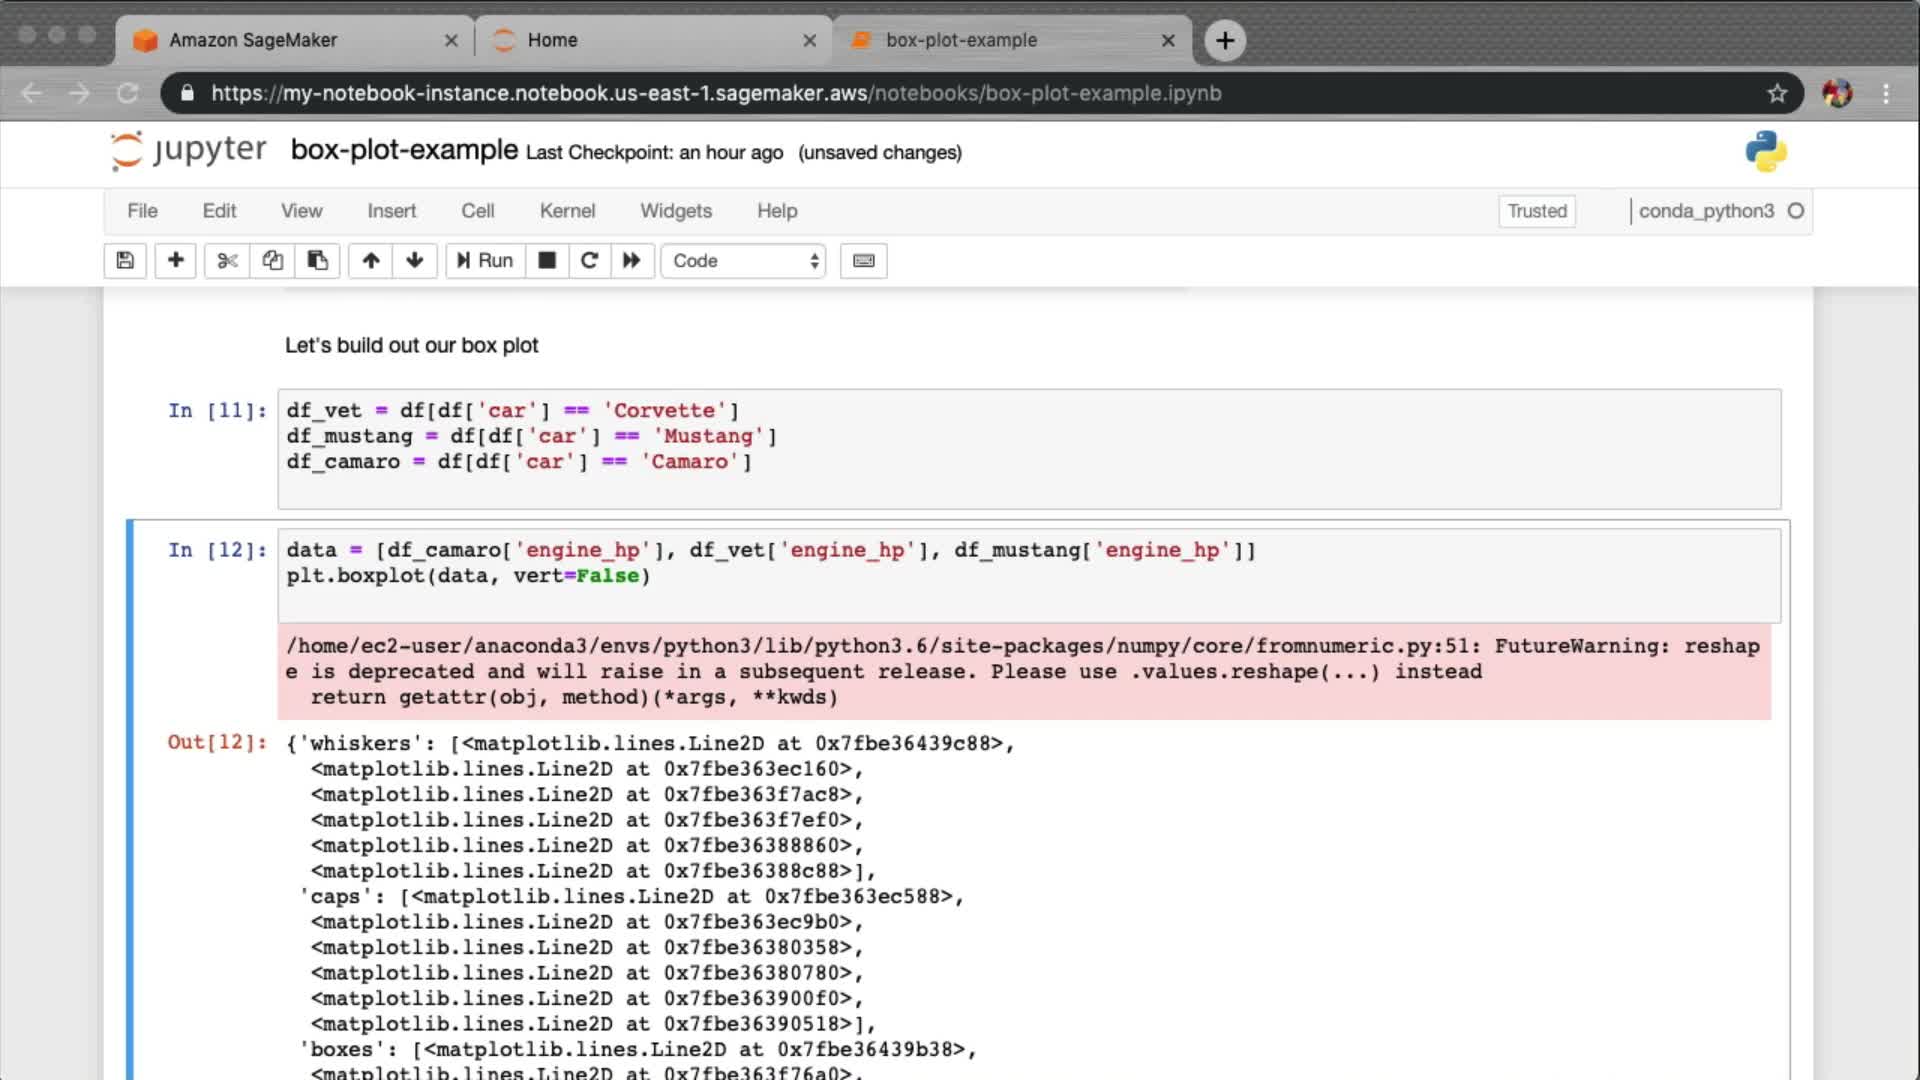 Amazon SageMaker
Home
box-plot-example
https://my-notebook-instance.notebook.us-east-1.sagemaker.aws/notebooks/box-plot-example.ipynb
jupyter box-plot-example Last Checkpoint: an hour ago (unsaved changes)
File Edit View Insert Cell Kernel Widgets Help Trusted conda_python3
Run Code
Let's build out our box plot
In [11]: df_vet = df[df['car'] == 'Corvette']
df_mustang = df[df['car'] == 'Mustang']
df_camaro = df[df['car'] == 'Camaro']
In [12]: data = [df_camaro['engine_hp'], df_vet['engine_hp'], df_mustang['engine_hp']]
plt.boxplot(data, vert=False)
/home/ec2-user/anaconda3/envs/python3/lib/python3.6/site-packages/numpy/core/fromnumeric.py:51: FutureWarning: reshap
e is deprecated and will raise in a subsequent release. Please use .values.reshape(...) instead
return getattr(obj, method)(*args, **kwds)
Out[12]: {'whiskers': [<matplotlib.lines.Line2D at 0x7fbe36439c88>,
<matplotlib.lines.Line2D at 0x7fbe363ec160>,
<matplotlib.lines.Line2D at 0x7fbe363f7ac8>,
<matplotlib.lines.Line2D at 0x7fbe363f7ef0>,
<matplotlib.lines.Line2D at 0x7fbe36388860>,
<matplotlib.lines.Line2D at 0x7fbe36388c88>],
'caps': [<matplotlib.lines.Line2D at 0x7fbe363ec588>,
<matplotlib.lines.Line2D at 0x7fbe363ec9b0>,
<matplotlib.lines.Line2D at 0x7fbe36380358>,
<matplotlib.lines.Line2D at 0x7fbe36380780>,
<matplotlib.lines.Line2D at 0x7fbe363900f0>,
<matplotlib.lines.Line2D at 0x7fbe36390518>],
'boxes': [<matplotlib.lines.Line2D at 0x7fbe36439b38>,
<matplotlib.lines.Line2D at 0x7fbe363f76a0>,